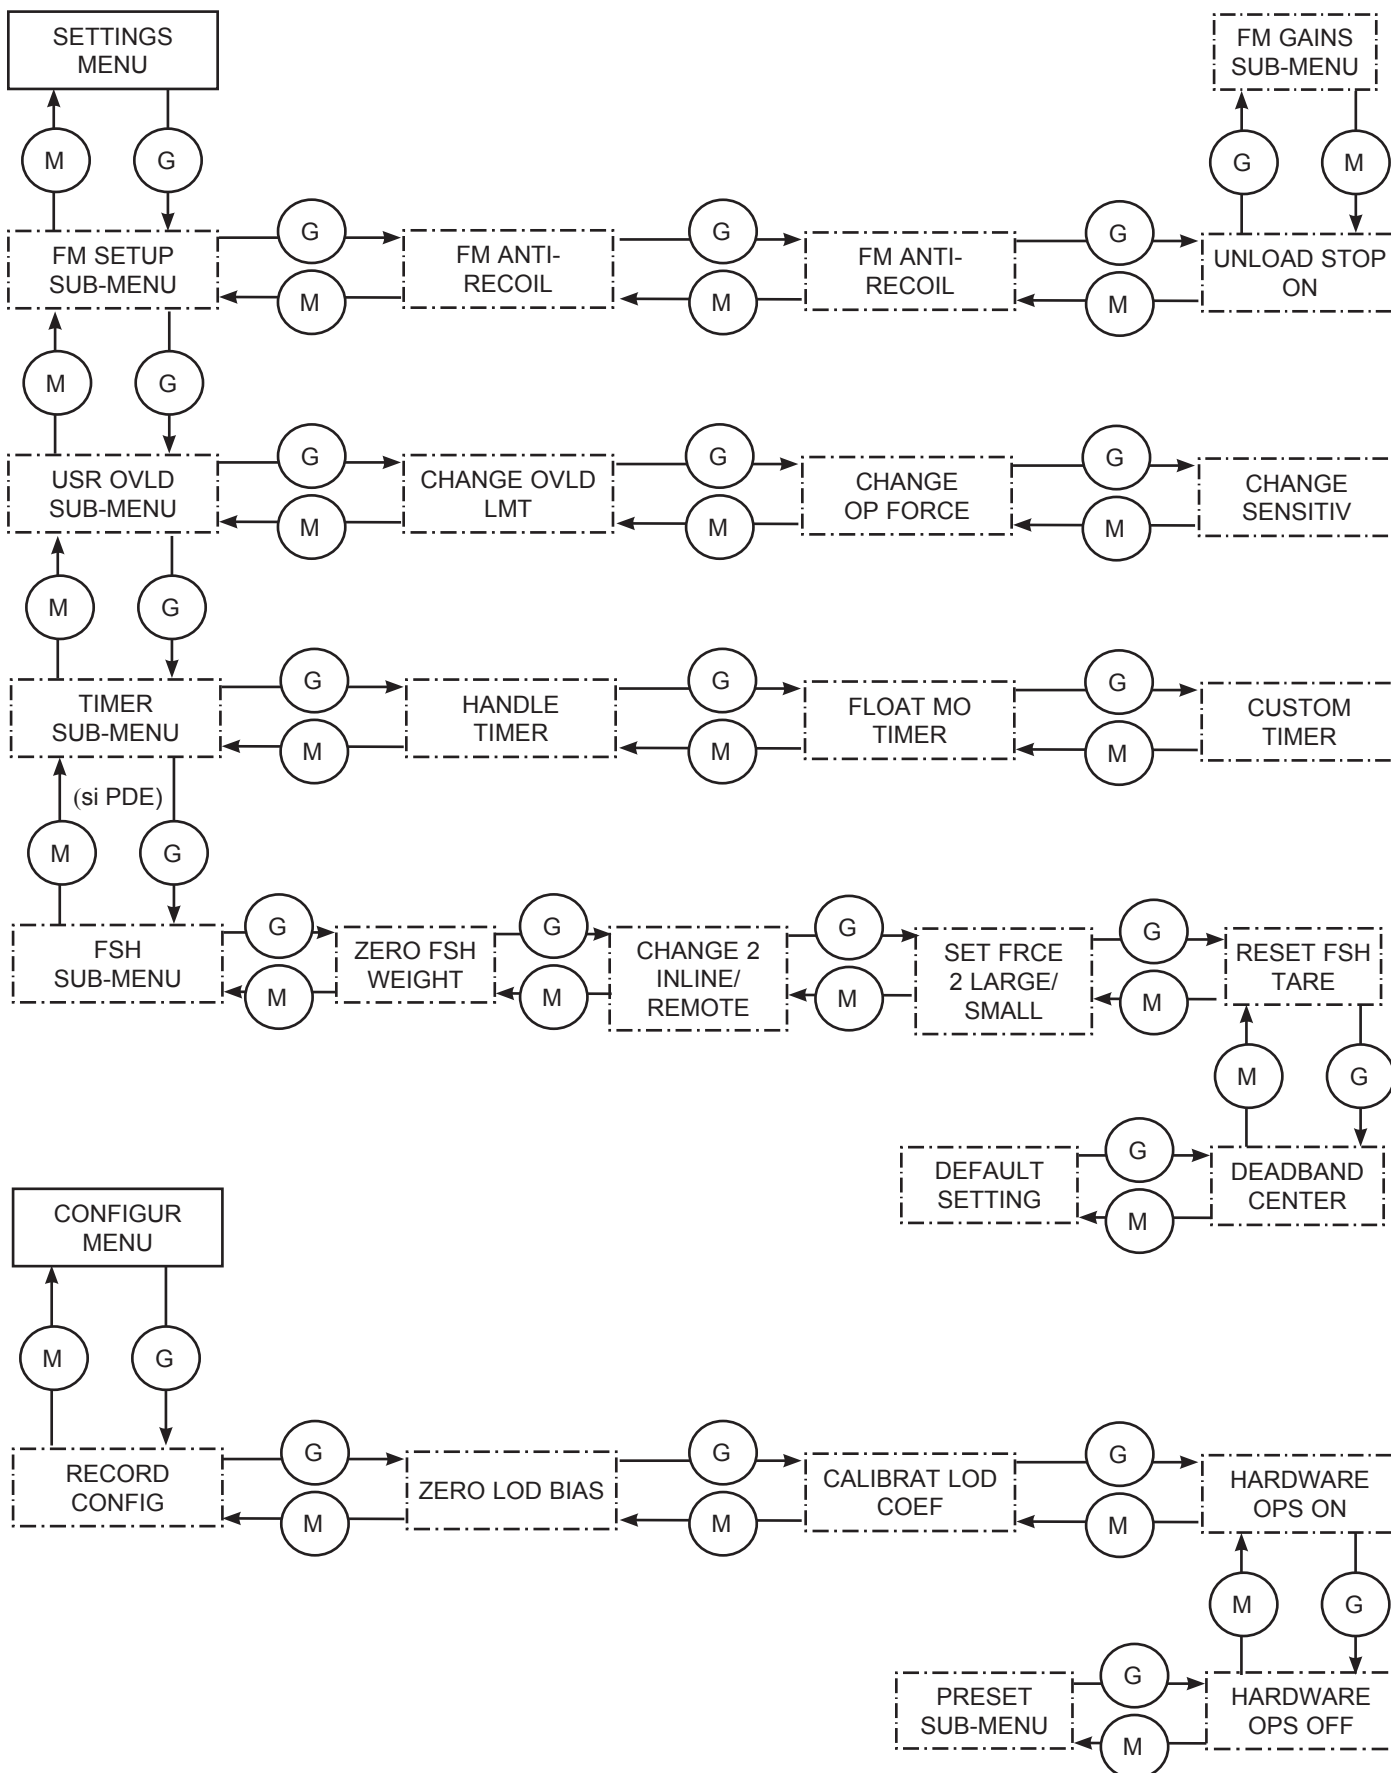 SETTINGS
MENU
FM GAINS
SUB-MENU
M
G
G
M
G
G
G
FM SETUP
SUB-MENU
FM ANTI-
RECOIL
FM ANTI-
RECOIL
UNLOAD STOP
ON
M
M
M
M
G
G
G
G
USR OVLD
SUB-MENU
CHANGE OVLD
LMT
CHANGE
OP FORCE
CHANGE
SENSITIV
M
M
M
M
G
G
G
G
TIMER
SUB-MENU
HANDLE
TIMER
FLOAT MO
TIMER
CUSTOM
TIMER
M
M
M
(si PDE)
M
G
G
G
G
G
FSH
SUB-MENU
ZERO FSH
WEIGHT
CHANGE 2
INLINE/
REMOTE
SET FRCE
2 LARGE/
SMALL
RESET FSH
TARE
M
M
M
M
M
G
G
DEFAULT
SETTING
DEADBAND
CENTER
M
CONFIGUR
MENU
M
G
G
G
G
RECORD
CONFIG
ZERO LOD BIAS
CALIBRAT LOD
COEF
HARDWARE
OPS ON
M
M
M
M
G
G
PRESET
SUB-MENU
HARDWARE
OPS OFF
M